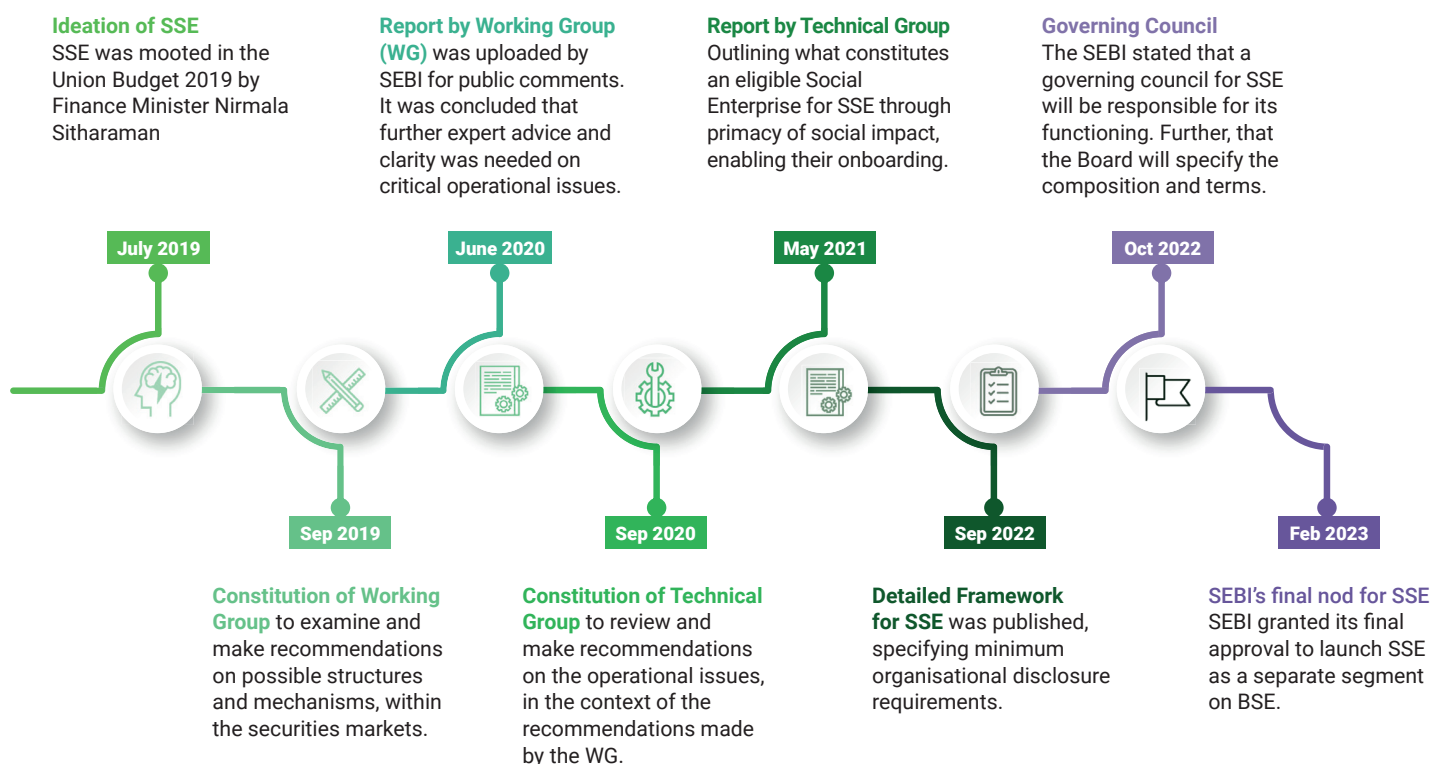 Ideation of SSE
SSE was mooted in the
Union Budget 2019 by
Finance Minister Nirmala
Sitharaman
Report by Working Group
(WG) was uploaded by
SEBI for public comments.
It was concluded that
further expert advice and
clarity was needed on
critical operational issues.
Report by Technical Group
Outlining what constitutes
an eligible Social
Enterprise for SSE through
primacy of social impact,
enabling their onboarding.
Governing Council
The SEBI stated that a
governing council for SSE
will be responsible for its
functioning. Further, that
the Board will specify the
composition and terms.
July 2019
June 2020
May 2021
Oct 2022
Sep 2019
Sep 2020
Sep 2022
Feb 2023
Constitution of Working
Group to examine and
make recommendations
on possible structures
and mechanisms, within
the securities markets.
Constitution of Technical
Group to review and
make recommendations
on the operational issues,
in the context of the
recommendations made
by the WG.
Detailed Framework
for SSE was published,
specifying minimum
organisational disclosure
requirements.
SEBI's final nod for SSE
SEBI granted its final
approval to launch SSE
as a separate segment
on BSE.